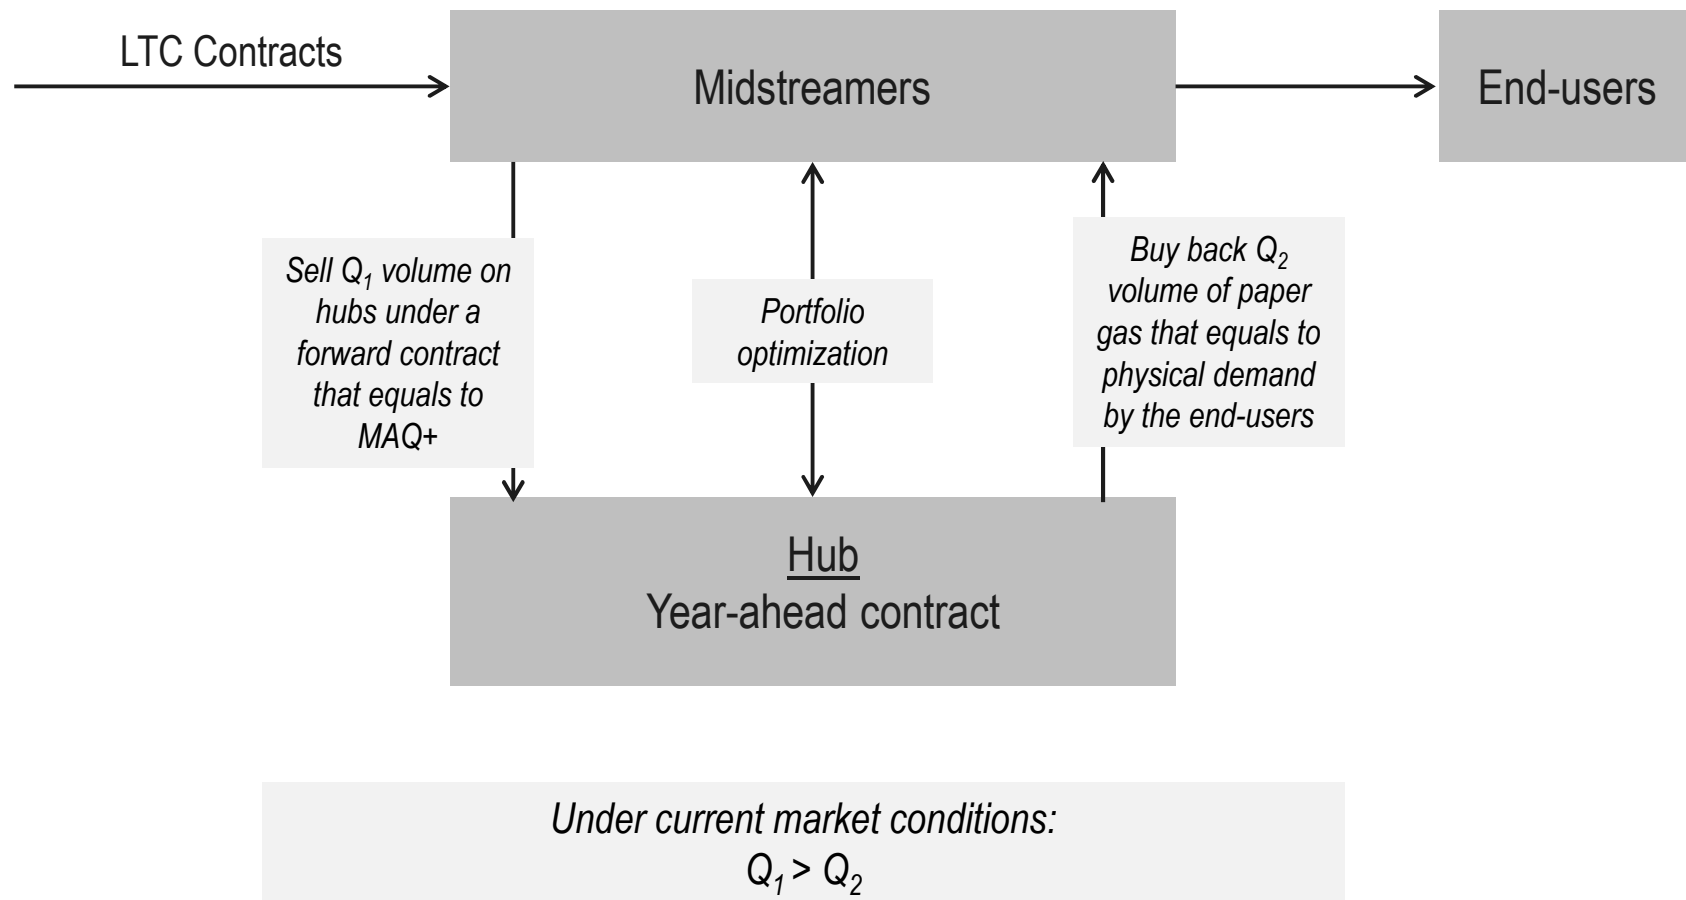 LTC Contracts
Midstreamers
End-users
Sell Q₁ volume on
hubs under a
forward contract
that equals to
MAQ+
Portfolio
optimization
Buy back Q₂
volume of paper
gas that equals to
physical demand
by the end-users
Hub
Year-ahead contract
Under current market conditions:
Q₁ > Q₂